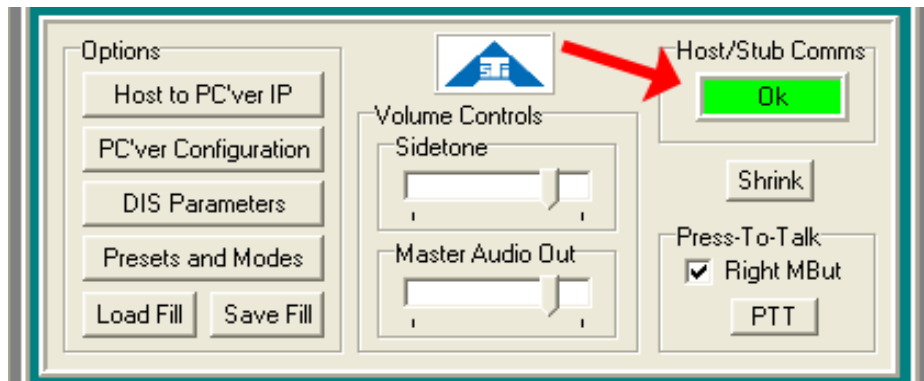 Options
Host to PC'ver IP
PC'ver Configuration
DIS Parameters
Presets and Modes
Load Fill
Save Fill
Volume Controls
Sidetone
Master Audio Out
Host/Stub Comms
Ok
Shrink
Press-To-Talk
Right MBut
PTT